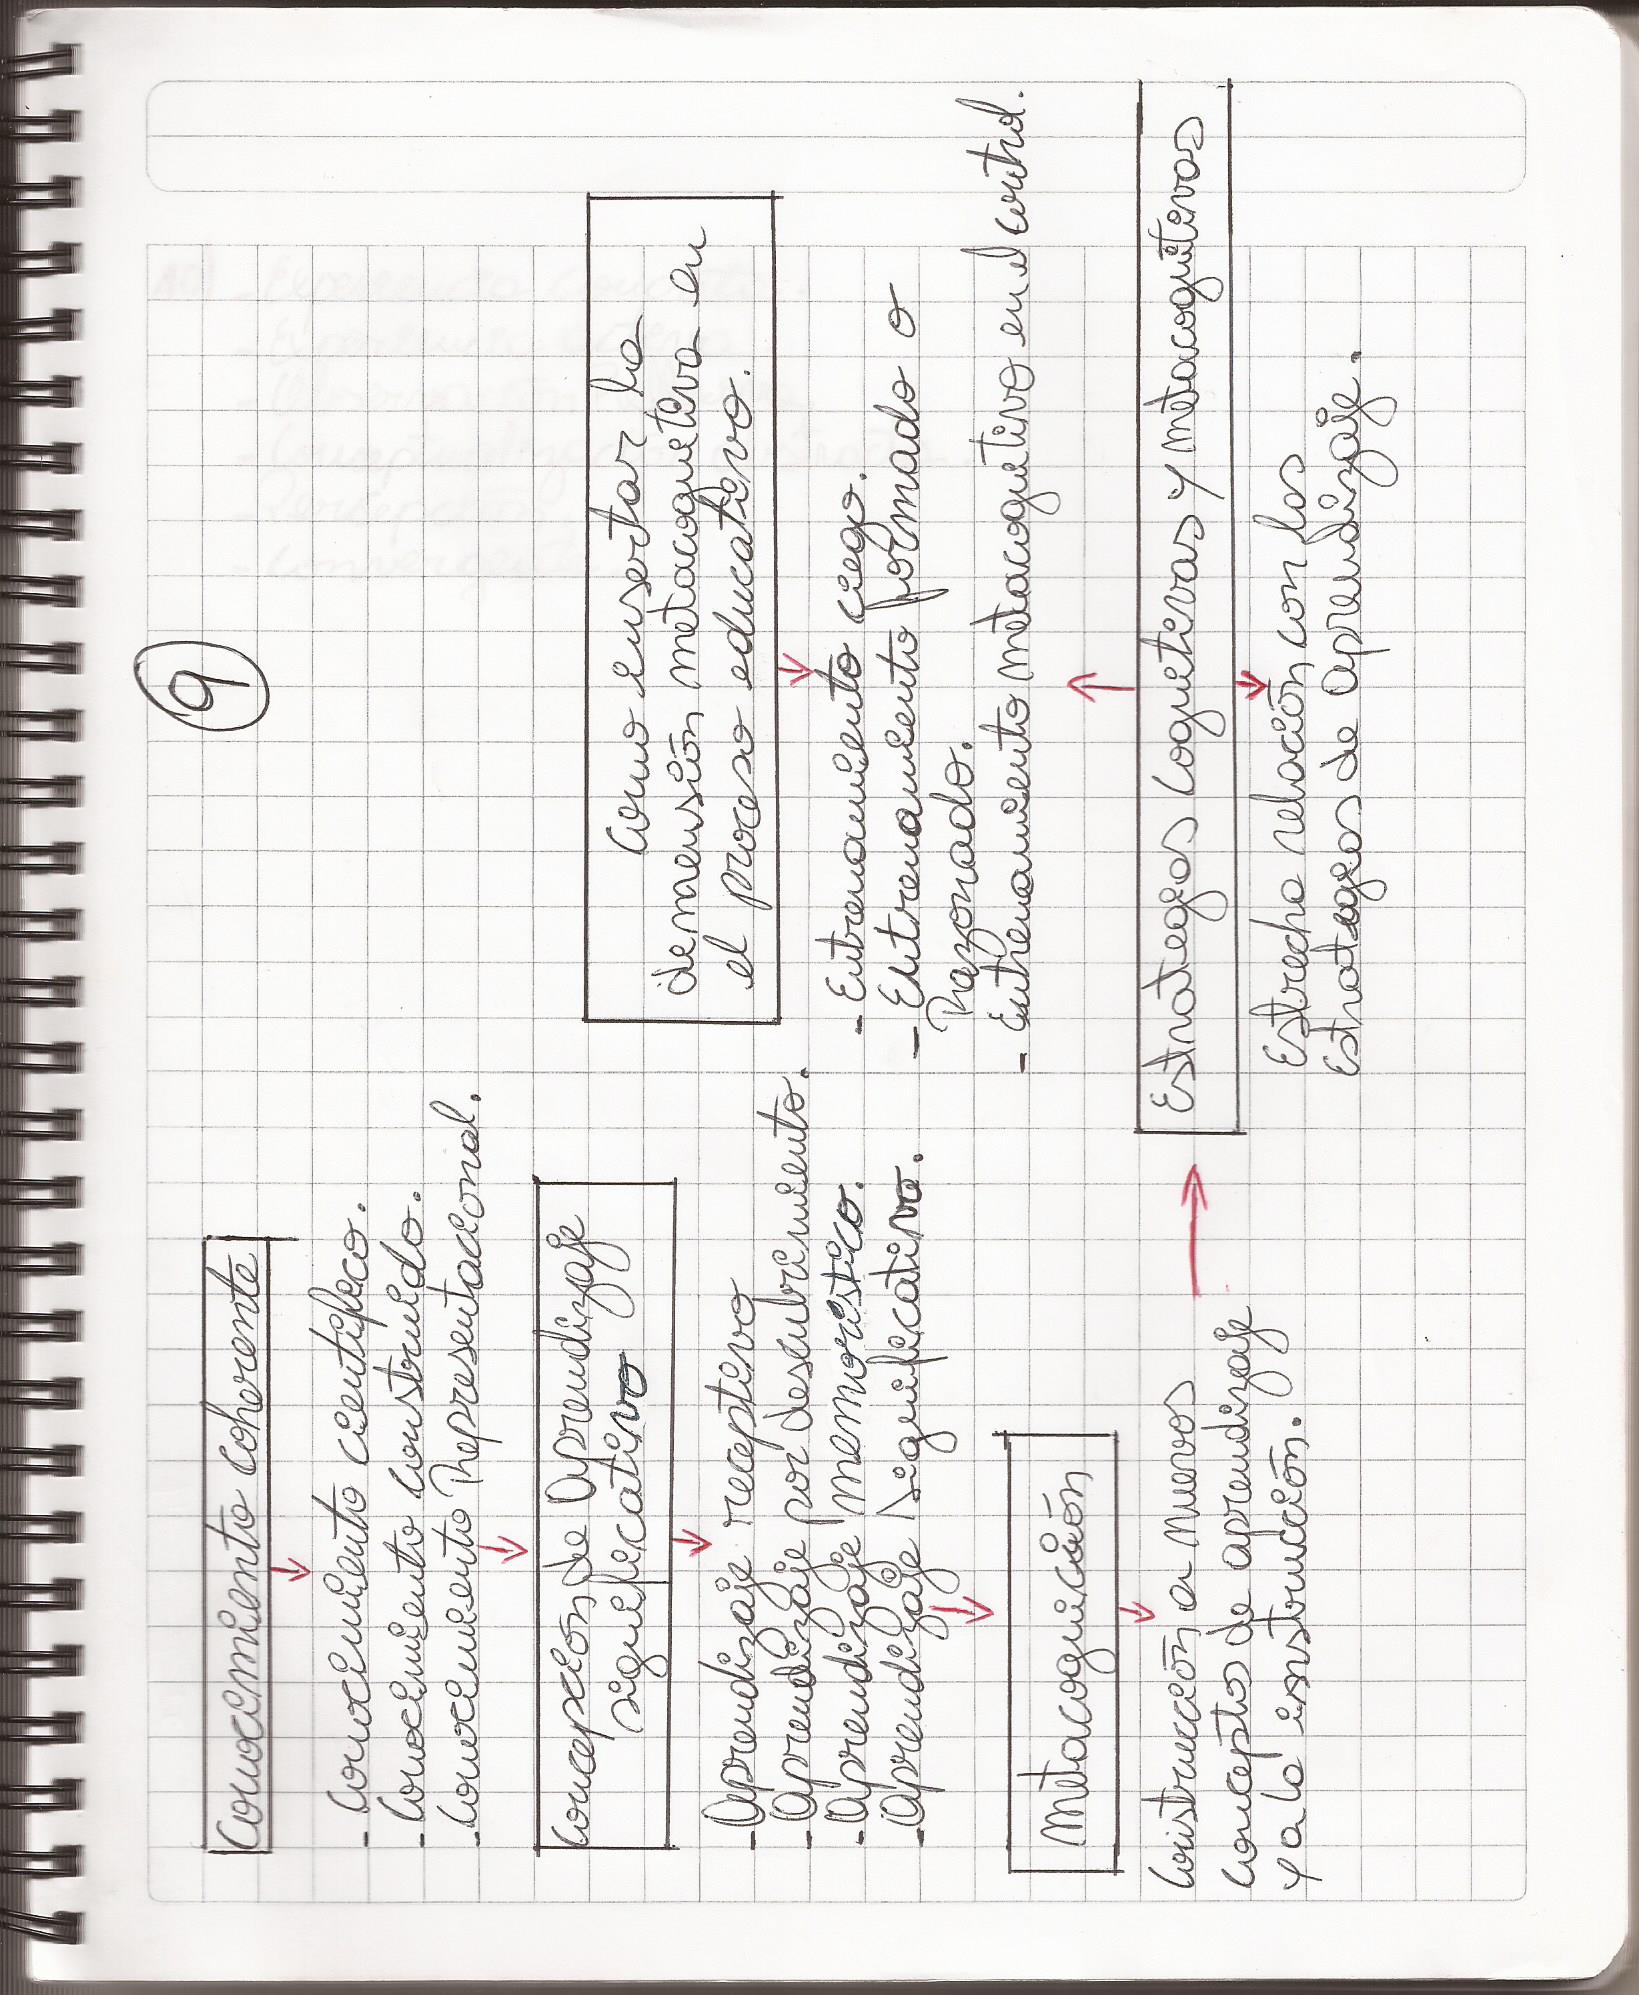 9
Conocimiento coherente
- Conocimiento científico.
- Conocimiento construido.
- Conocimiento Representacional.
Concepción de Aprendizaje
significativo
- Aprendizaje receptivo
- Aprendizaje por descubrimiento.
- Aprendizaje memorístico.
- Aprendizaje significativo.
Metacognición
Construcción a nuevos
conceptos de aprendizaje
y a la instrucción.
Como insertar la
dimensión metacognitiva en
el proceso educativo.
- Entrenamiento ciego.
- Entrenamiento formado o
Razonado.
- Entrenamiento metacognitivo en el control.
Estrategias Cognitivas y metacognitivas
Estrecha relación con las
Estrategias de aprendizaje.